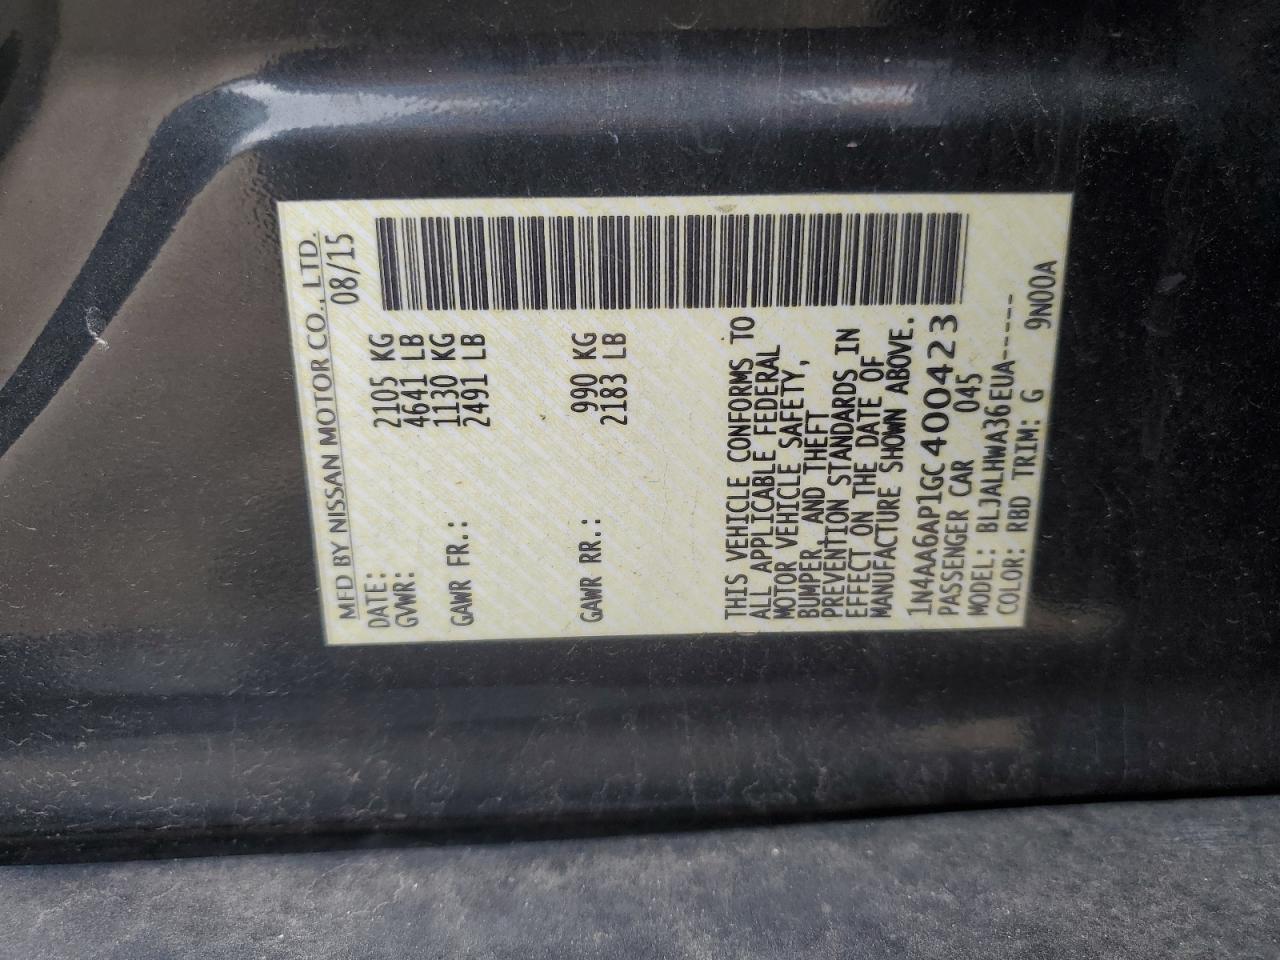 MFD BY NISSAN MOTOR CO., LTD.
DATE: 08/15
GVWR: 2105 KG
4641 LB
GAWR FR.: 1130 KG
2491 LB
GAWR RR.: 990 KG
2183 LB
THIS VEHICLE CONFORMS TO
ALL APPLICABLE FEDERAL
MOTOR VEHICLE SAFETY,
BUMPER, AND THEFT
PREVENTION STANDARDS IN
EFFECT ON THE DATE OF
MANUFACTURE SHOWN ABOVE.
1N4AA6AP1GC400423
PASSENGER CAR 045
MODEL: BLJALHWA36EUA-----
COLOR: RBD TRIM: G 9N00A